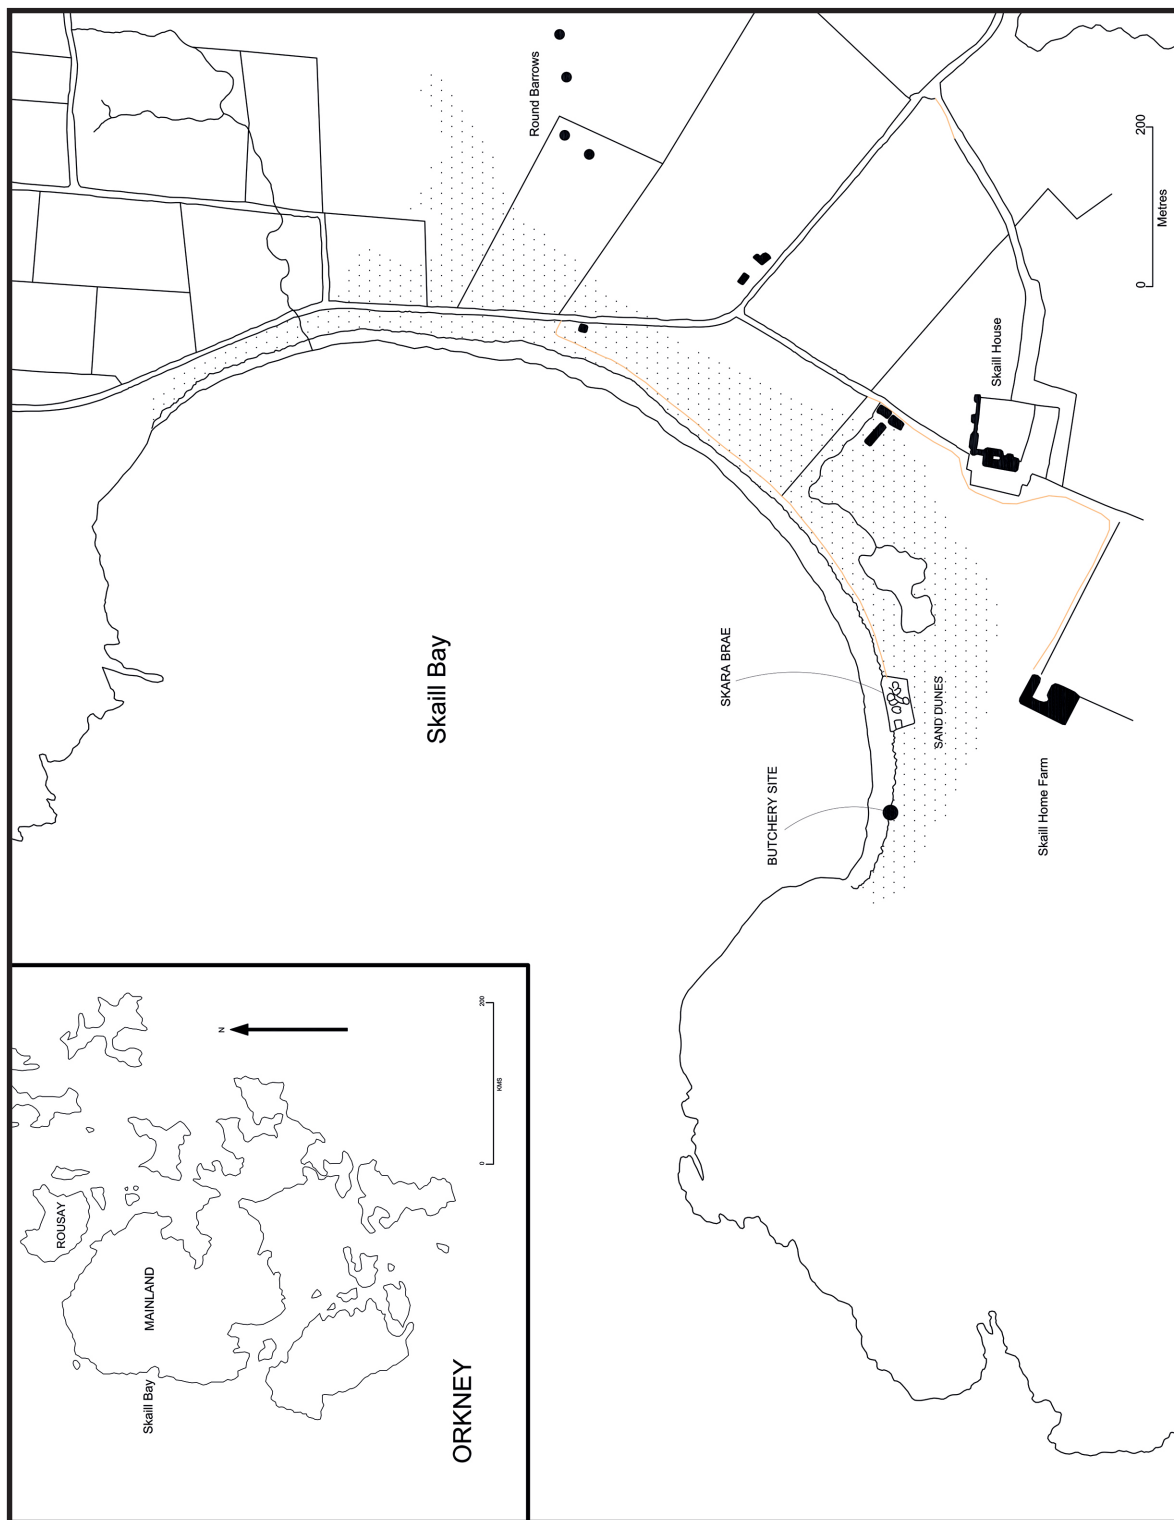 Round Barrows
200
0
Metres
Skaill House
Skaill Bay
SKARA BRAE
SAND DUNES
BUTCHERY SITE
Skaill Home Farm
N
200
0
KMS
ROUSAY
MAINLAND
Skaill Bay
ORKNEY